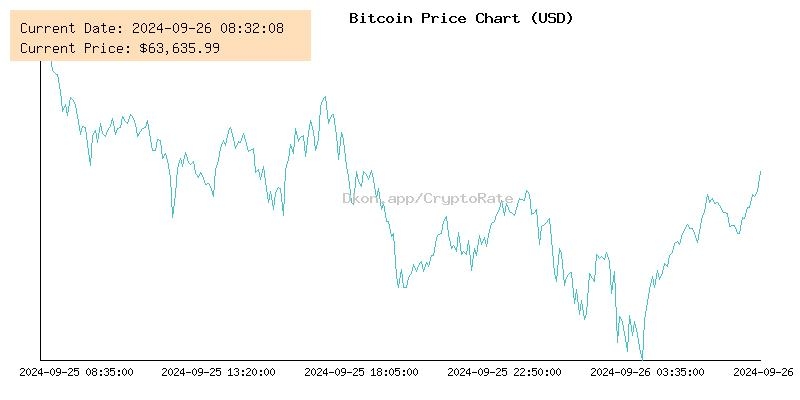 Bitcoin Price Chart (USD)
Current Date: 2024-09-26 08:32:08
Current Price: $63,635.99
Dkon.app/CryptoRate
2024-09-25 08:35:00 2024-09-25 13:20:00 2024-09-25 18:05:00 2024-09-25 22:50:00 2024-09-26 03:35:00 2024-09-26